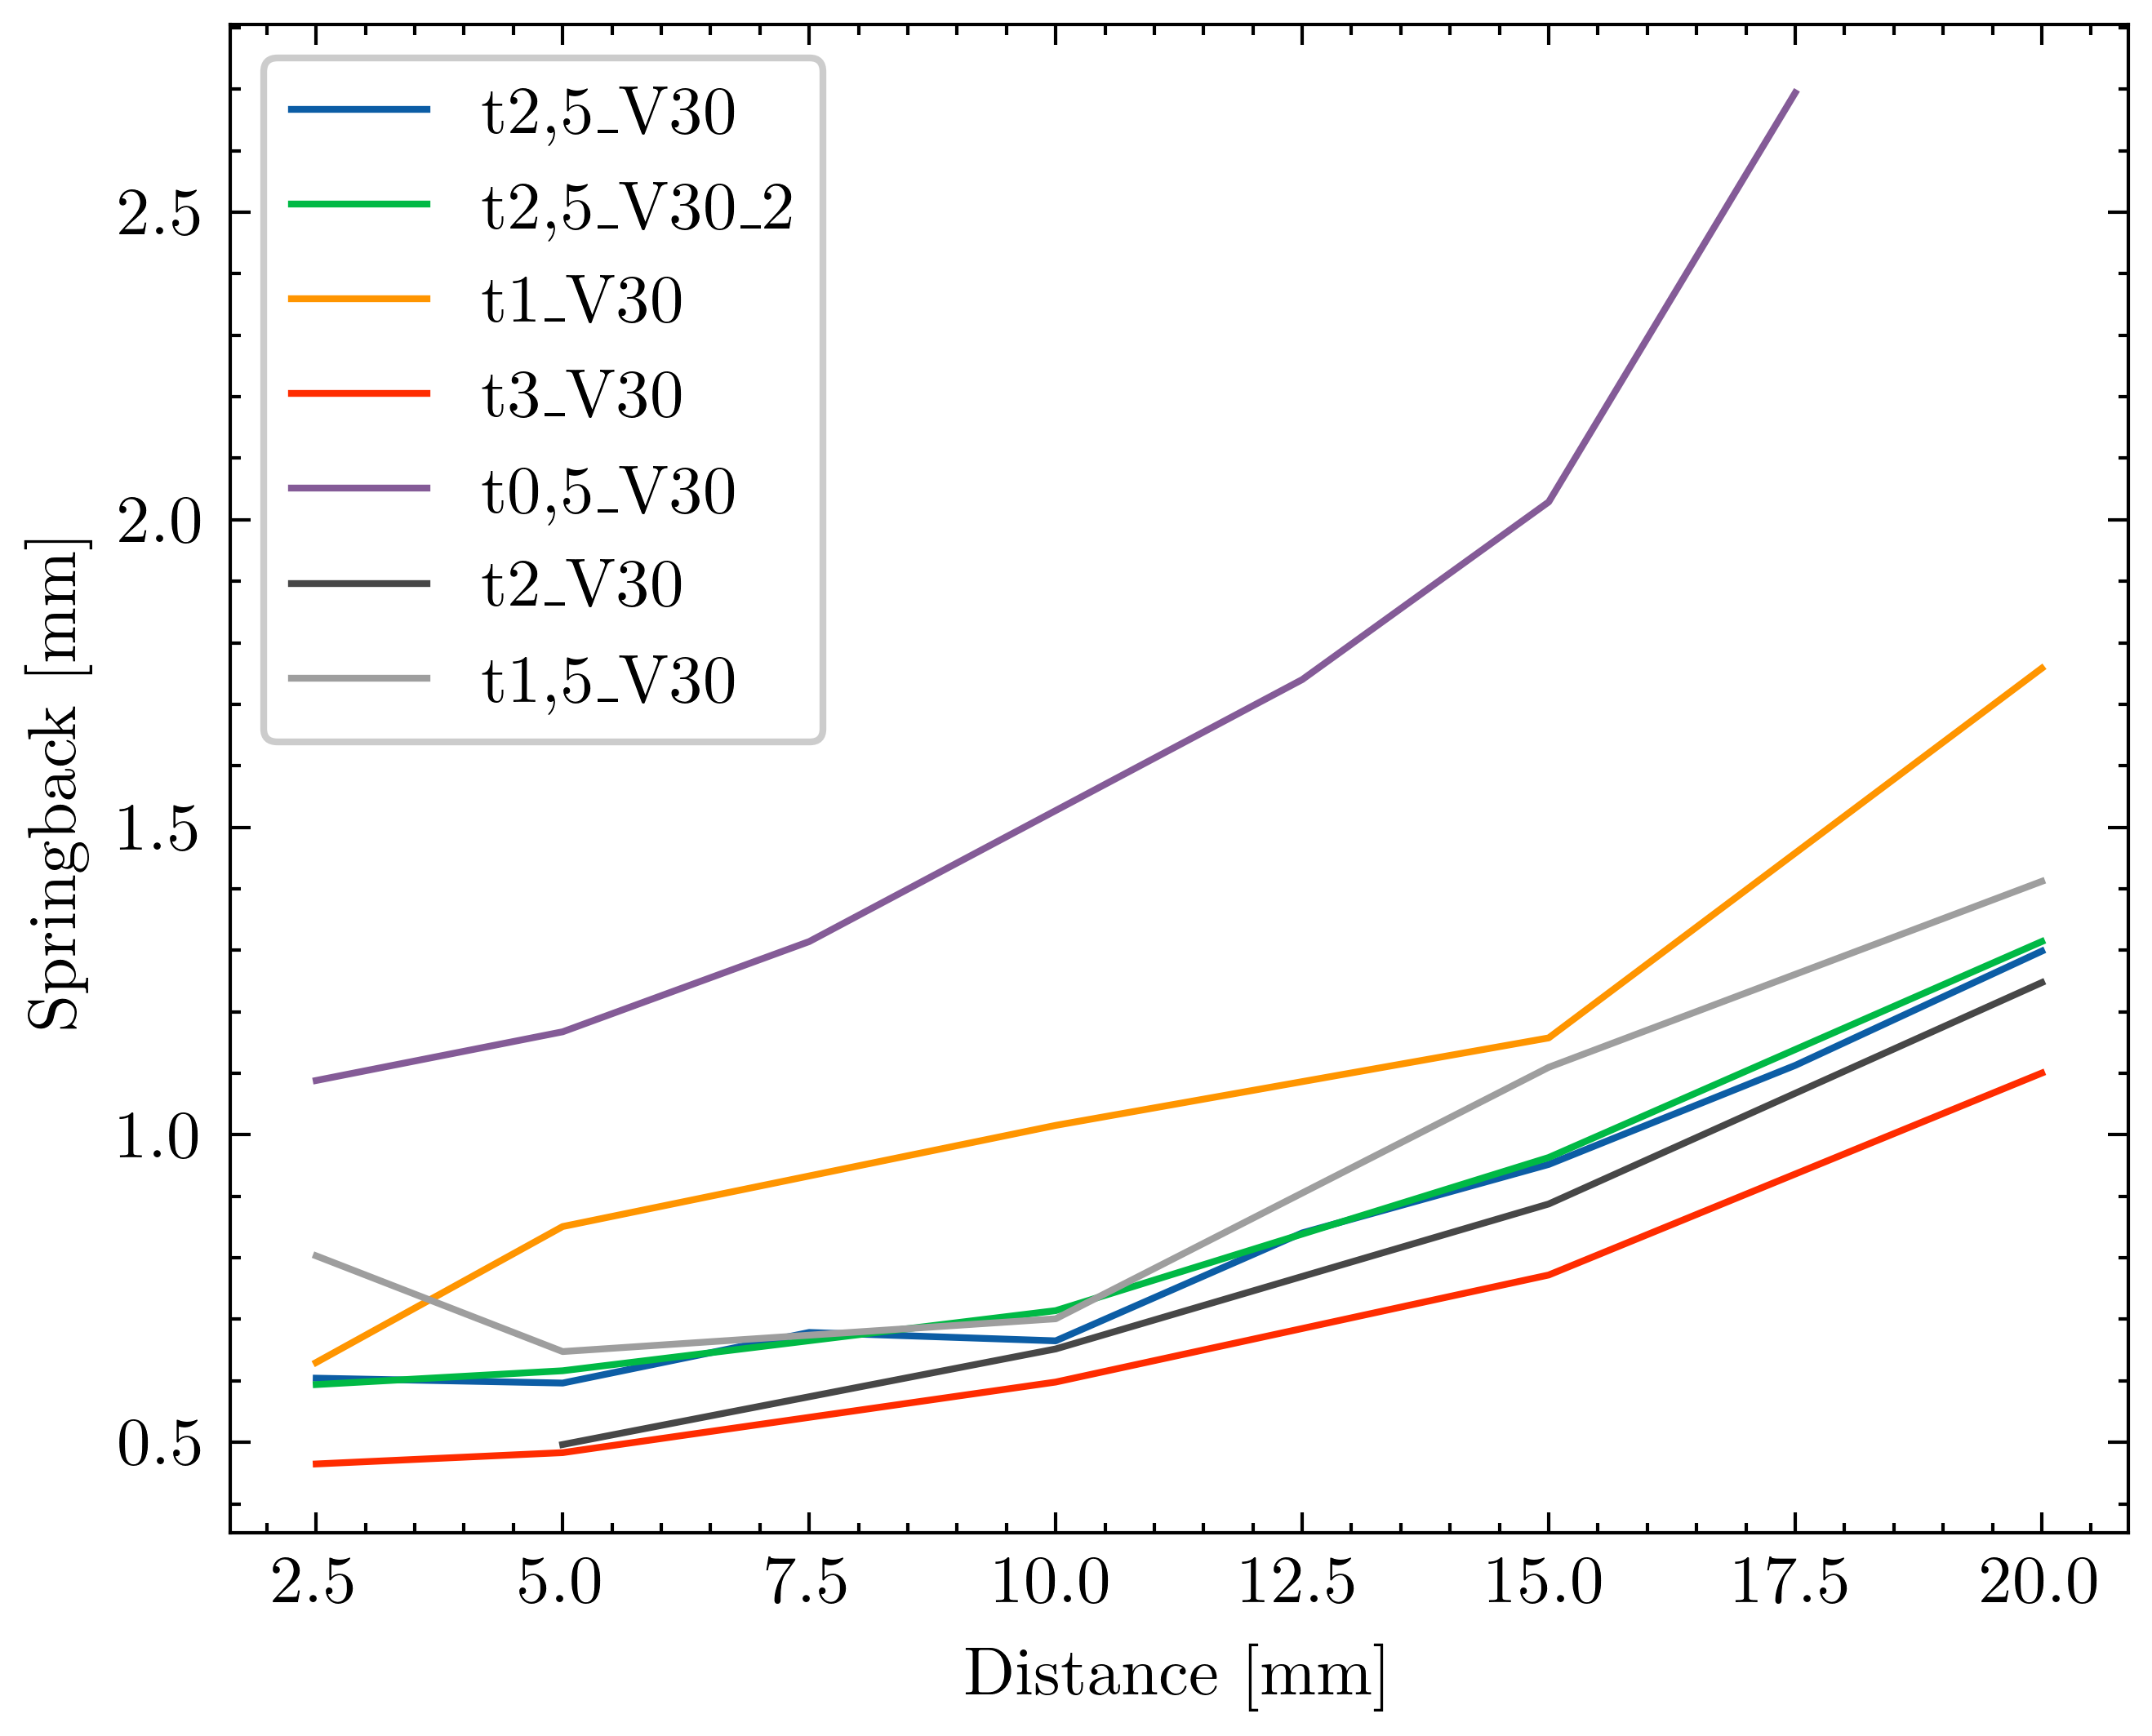 t2,5_V30
t2,5_V30_2
t1_V30
t3_V30
t0,5_V30
t2_V30
t1,5_V30
Springback [mm]
2.5
2.0
1.5
1.0
0.5
2.5 5.0 7.5 10.0 12.5 15.0 17.5 20.0
Distance [mm]